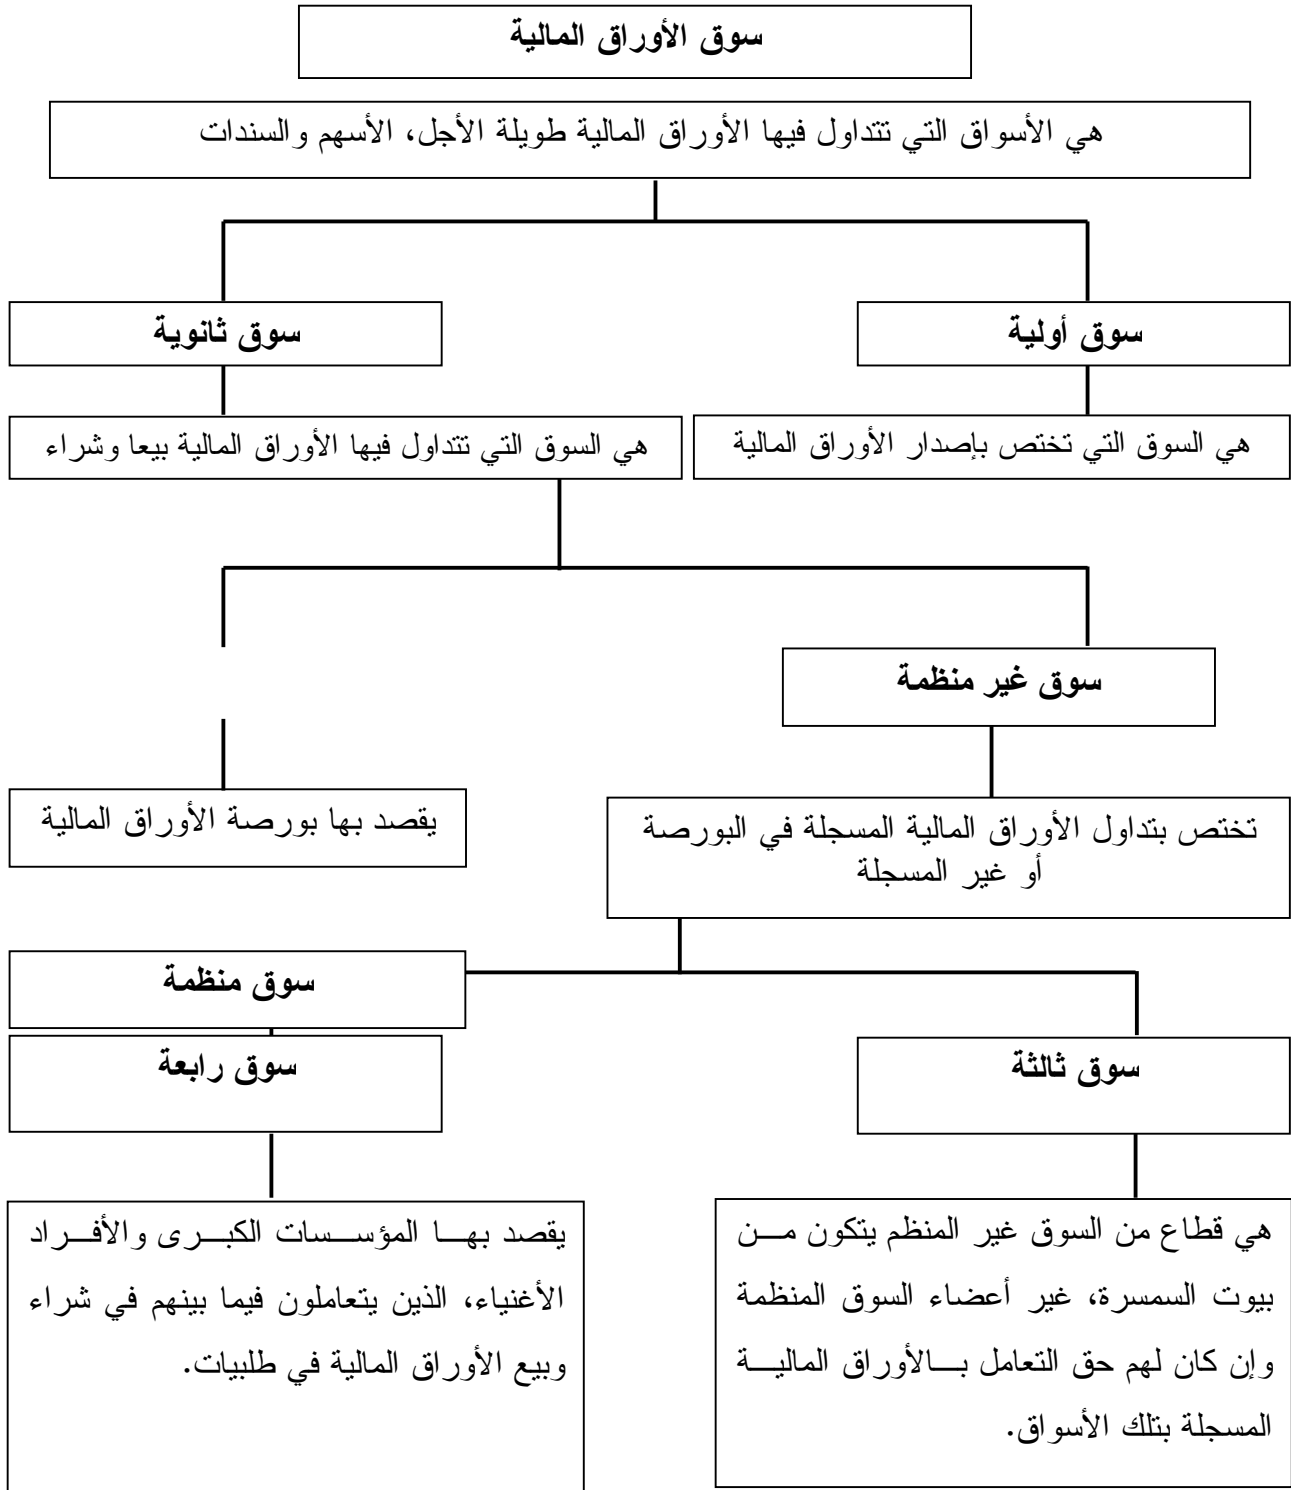 سوق الأوراق المالية
هي الأسواق التي تتداول فيها الأوراق المالية طويلة الأجل، الأسهم والسندات
سوق أولية
سوق ثانوية
هي السوق التي تختص بإصدار الأوراق المالية
هي السوق التي تتداول فيها الأوراق المالية بيعا وشراء
سوق غير منظمة
تختص بتداول الأوراق المالية المسجلة في البورصة
أو غير المسجلة
يقصد بها بورصة الأوراق المالية
سوق منظمة
سوق ثالثة
سوق رابعة
هي قطاع من السوق غير المنظم يتكون من
بيوت السمسرة، غير أعضاء السوق المنظمة
وإن كان لهم حق التعامل بالأوراق المالية
المسجلة بتلك الأسواق.
يقصد بها المؤسسات الكبرى والأفراد
الأغنياء، الذين يتعاملون فيما بينهم في شراء
وبيع الأوراق المالية في طلبيات.